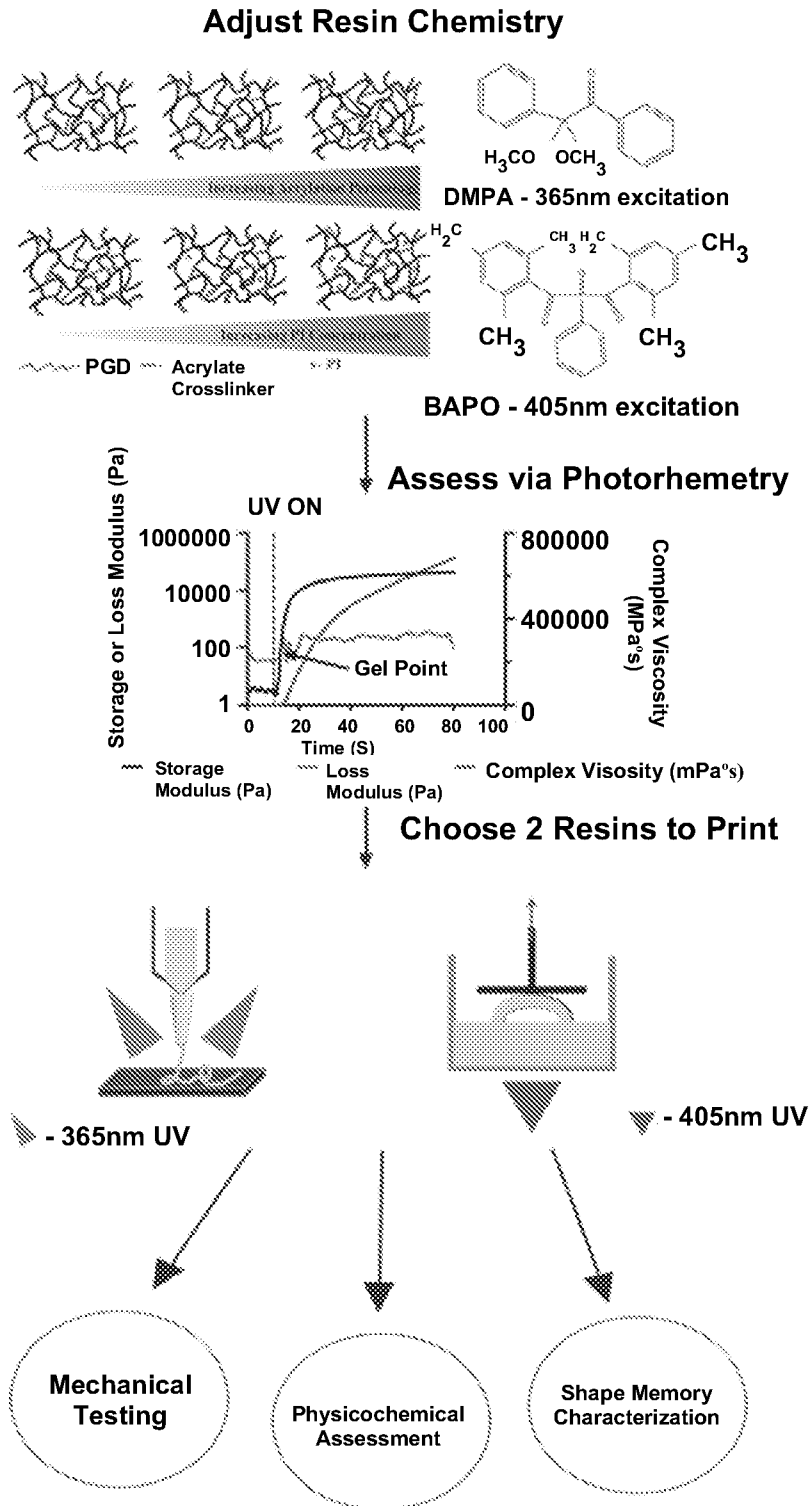 Adjust Resin Chemistry
H₃CO OCH₃
DMPA - 365nm excitation
H₂C CH₃ H₂C CH₃
CH₃ CH₃
PGD
Acrylate
Crosslinker
BAPO - 405nm excitation
Assess via Photorhemetry
UV ON
Storage or Loss Modulus (Pa)
1000000
10000
100
1
Gel Point
800000
400000
0
Complex Viscosity
(MPaºs)
0 20 40 60 80 100
Time (S)
Storage
Modulus (Pa)
Loss
Modulus (Pa)
Complex Visosity (mPaºs)
Choose 2 Resins to Print
- 365nm UV
- 405nm UV
Mechanical
Testing
Physicochemical
Assessment
Shape Memory
Characterization